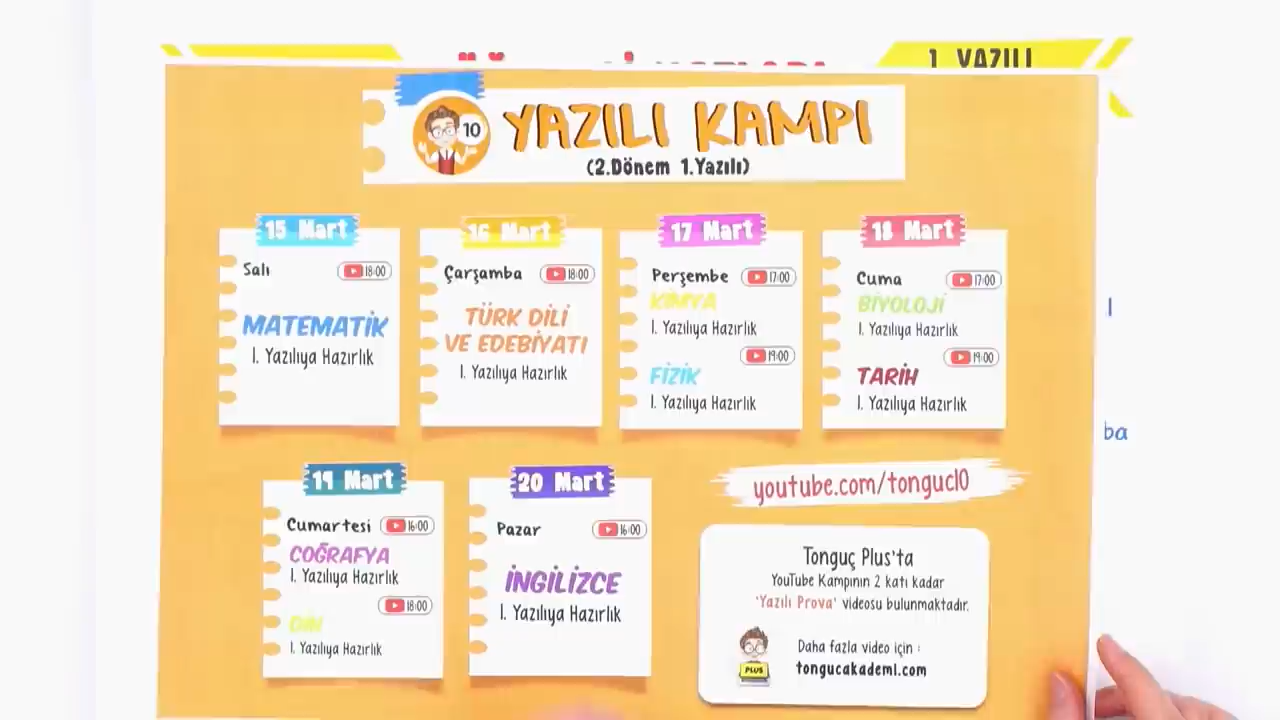 1. YAZILI
10
YAZILI KAMPI
(2.Dönem 1.Yazılı)
15 Mart
Salı
18:00
MATEMATİK
1. Yazılıya Hazırlık
16 Mart
Çarşamba
18:00
TÜRK DİLİ
VE EDEBİYATI
1. Yazılıya Hazırlık
17 Mart
Perşembe
17:00
KİMYA
1. Yazılıya Hazırlık
19:00
FİZİK
1. Yazılıya Hazırlık
18 Mart
Cuma
17:00
BİYOLOJİ
1. Yazılıya Hazırlık
19:00
TARİH
1. Yazılıya Hazırlık
19 Mart
Cumartesi
16:00
COĞRAFYA
1. Yazılıya Hazırlık
18:00
DİN
1. Yazılıya Hazırlık
20 Mart
Pazar
16:00
İNGİLİZCE
1. Yazılıya Hazırlık
youtube.com/tonguc10
Tonguç Plus'ta
YouTube Kampının 2 katı kadar
'Yazılı Prova' videosu bulunmaktadır.
Daha fazla video için :
tongucakademi.com
PLUS
ba